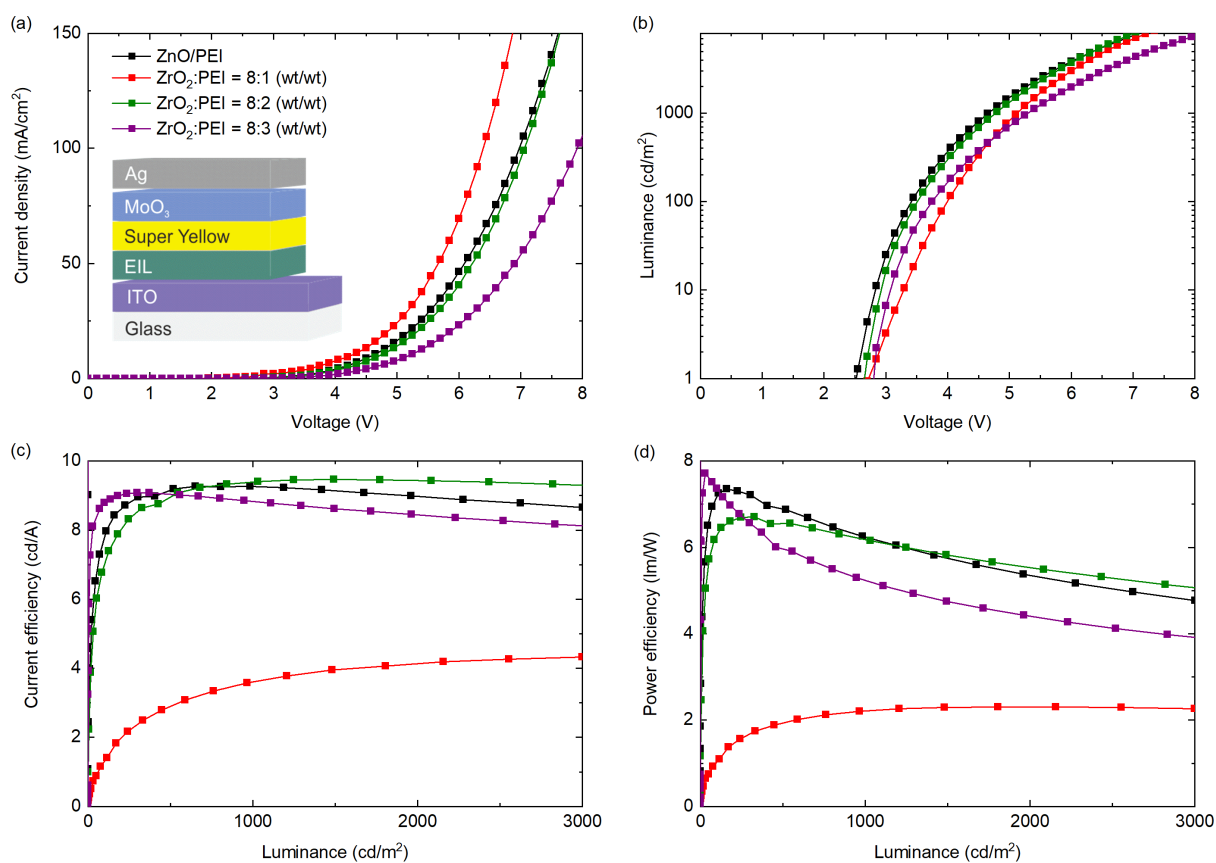 (a)
150
100
50
0
Current density (mA/cm²)
ZnO/PEI
ZrO₂:PEI = 8:1 (wt/wt)
ZrO₂:PEI = 8:2 (wt/wt)
ZrO₂:PEI = 8:3 (wt/wt)
Ag
MoO₃
Super Yellow
EIL
ITO
Glass
0 1 2 3 4 5 6 7 8
Voltage (V)
(b)
1000
100
10
1
Luminance (cd/m²)
0 1 2 3 4 5 6 7 8
Voltage (V)
(c)
10
8
6
4
2
0
Current efficiency (cd/A)
0 1000 2000 3000
Luminance (cd/m²)
(d)
8
6
4
2
0
Power efficiency (lm/W)
0 1000 2000 3000
Luminance (cd/m²)